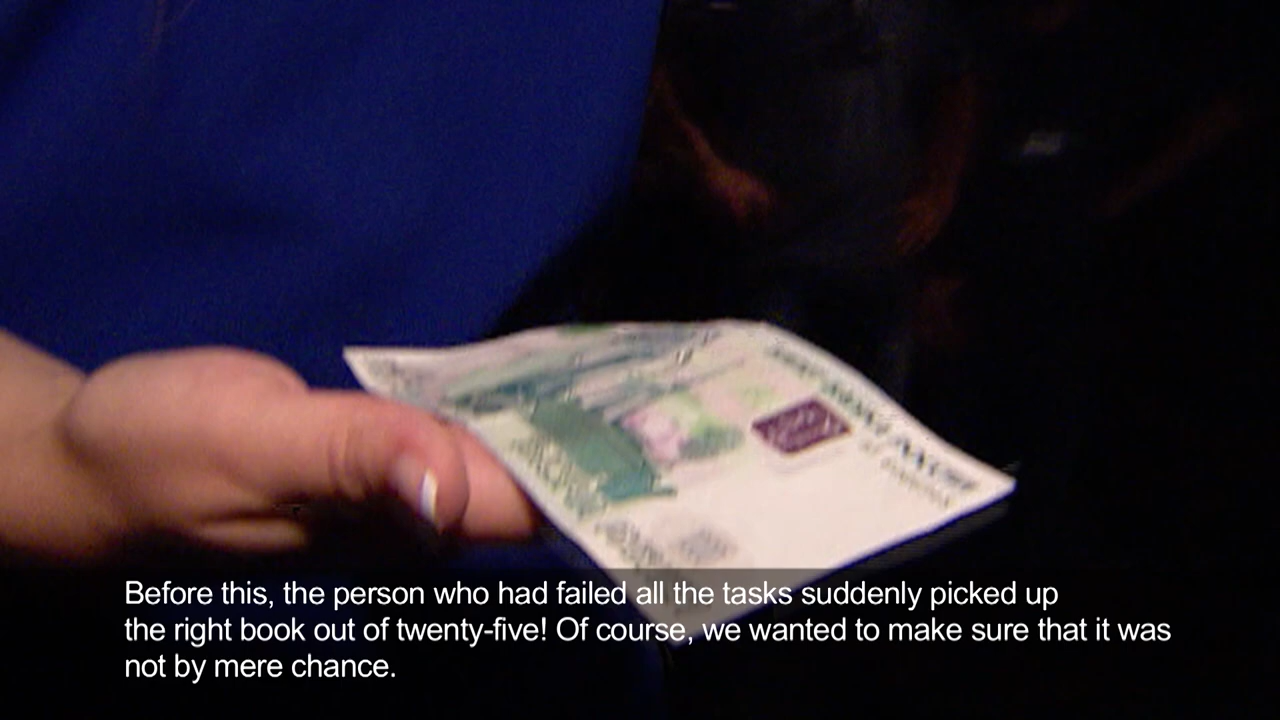 Before this, the person who had failed all the tasks suddenly picked up
the right book out of twenty-five! Of course, we wanted to make sure that it was
not by mere chance.